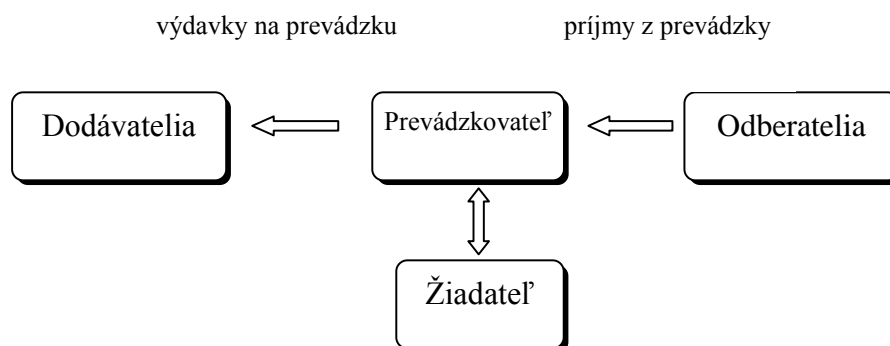 výdavky na prevádzku
príjmy z prevádzky
Dodávatelia
Prevádzkovateľ
Odberatelia
Žiadateľ